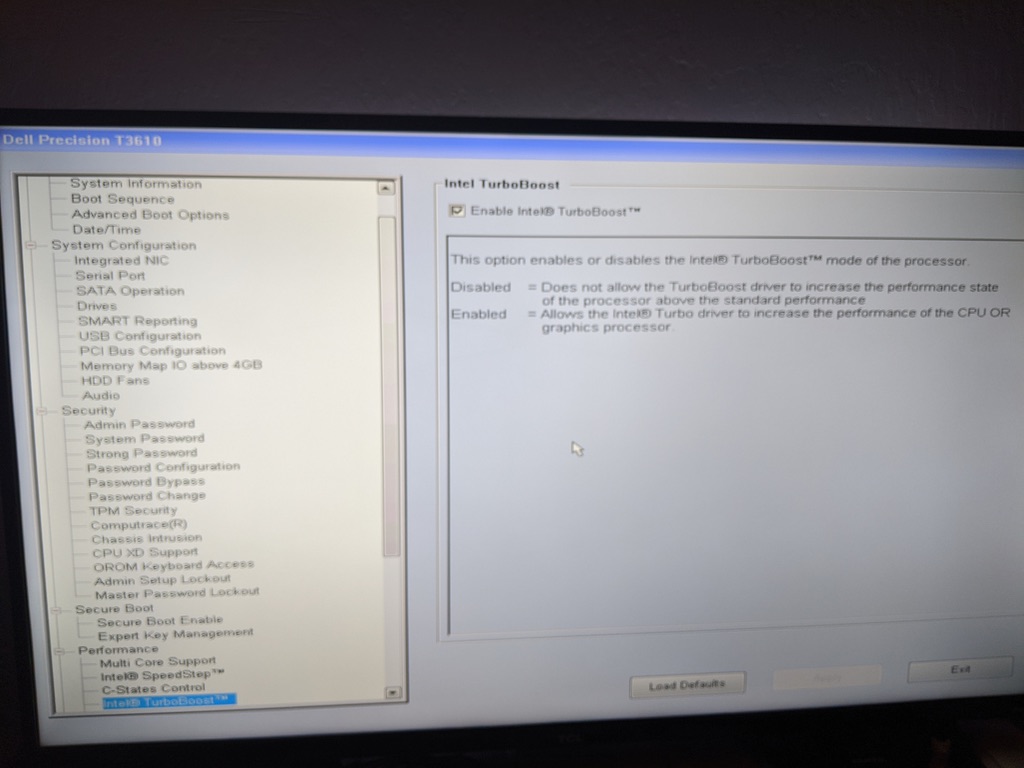 Dell Precision T3610
System Information
Boot Sequence
Advanced Boot Options
Date/Time
System Configuration
Integrated NIC
Serial Port
SATA Operation
Drives
SMART Reporting
USB Configuration
PCI Bus Configuration
Memory Map IO above 4GB
HDD Fans
Audio
Security
Admin Password
System Password
Strong Password
Password Configuration
Password Bypass
Password Change
TPM Security
Computrace(R)
Chassis Intrusion
CPU XD Support
OROM Keyboard Access
Admin Setup Lockout
Master Password Lockout
Secure Boot
Secure Boot Enable
Expert Key Management
Performance
Multi Core Support
Intel® SpeedStep™
C-States Control
Intel® TurboBoost™
Intel TurboBoost
Enable Intel® TurboBoost™
This option enables or disables the Intel® TurboBoost™ mode of the processor.
Disabled = Does not allow the TurboBoost driver to increase the performance state
of the processor above the standard performance
Enabled = Allows the Intel® Turbo driver to increase the performance of the CPU OR
graphics processor.
Load Defaults
Apply
Exit